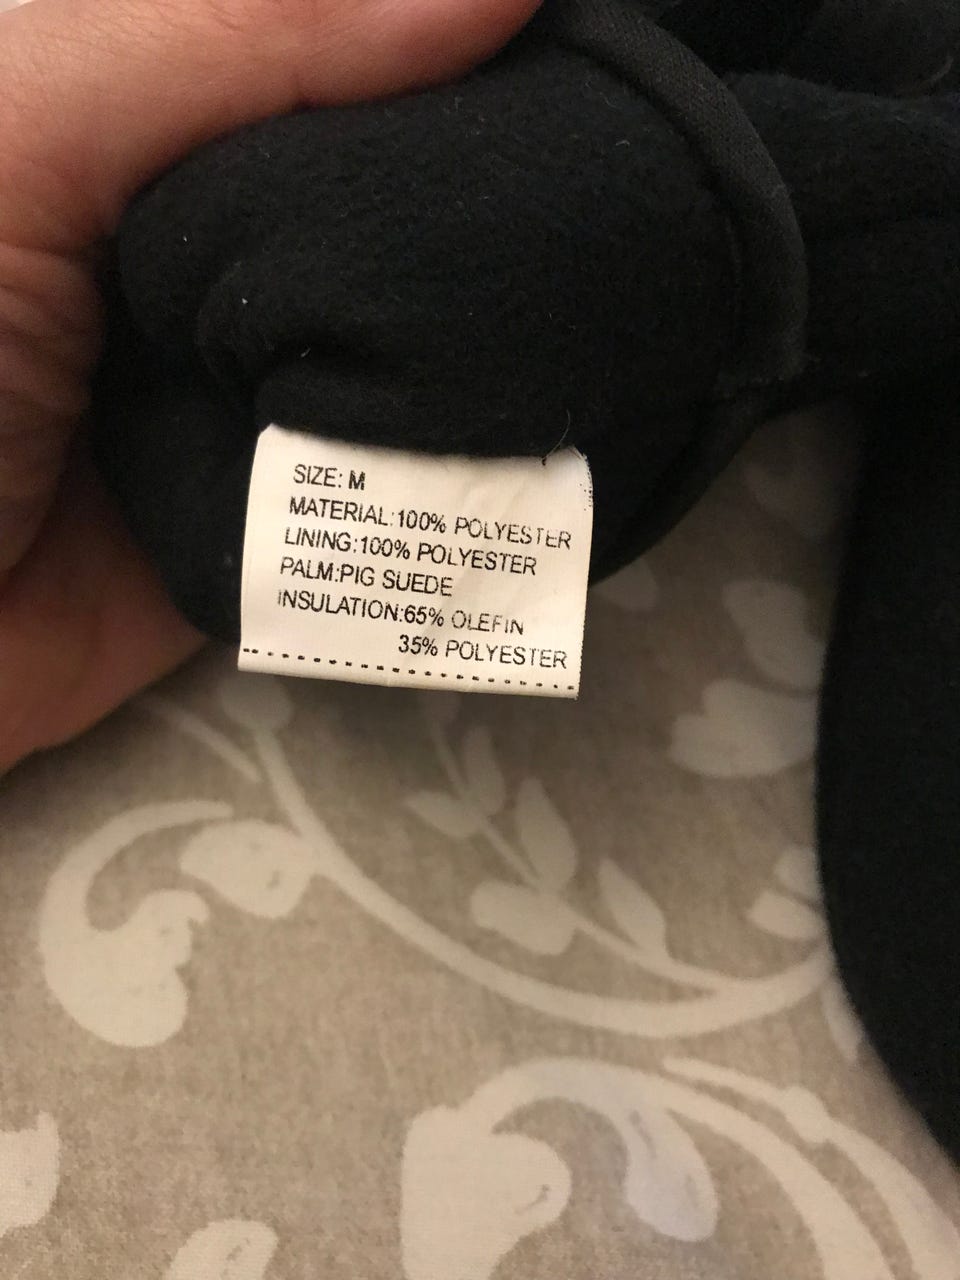 SIZE: M
MATERIAL:100% POLYESTER
LINING:100% POLYESTER
PALM:PIG SUEDE
INSULATION:65% OLEFIN
35% POLYESTER